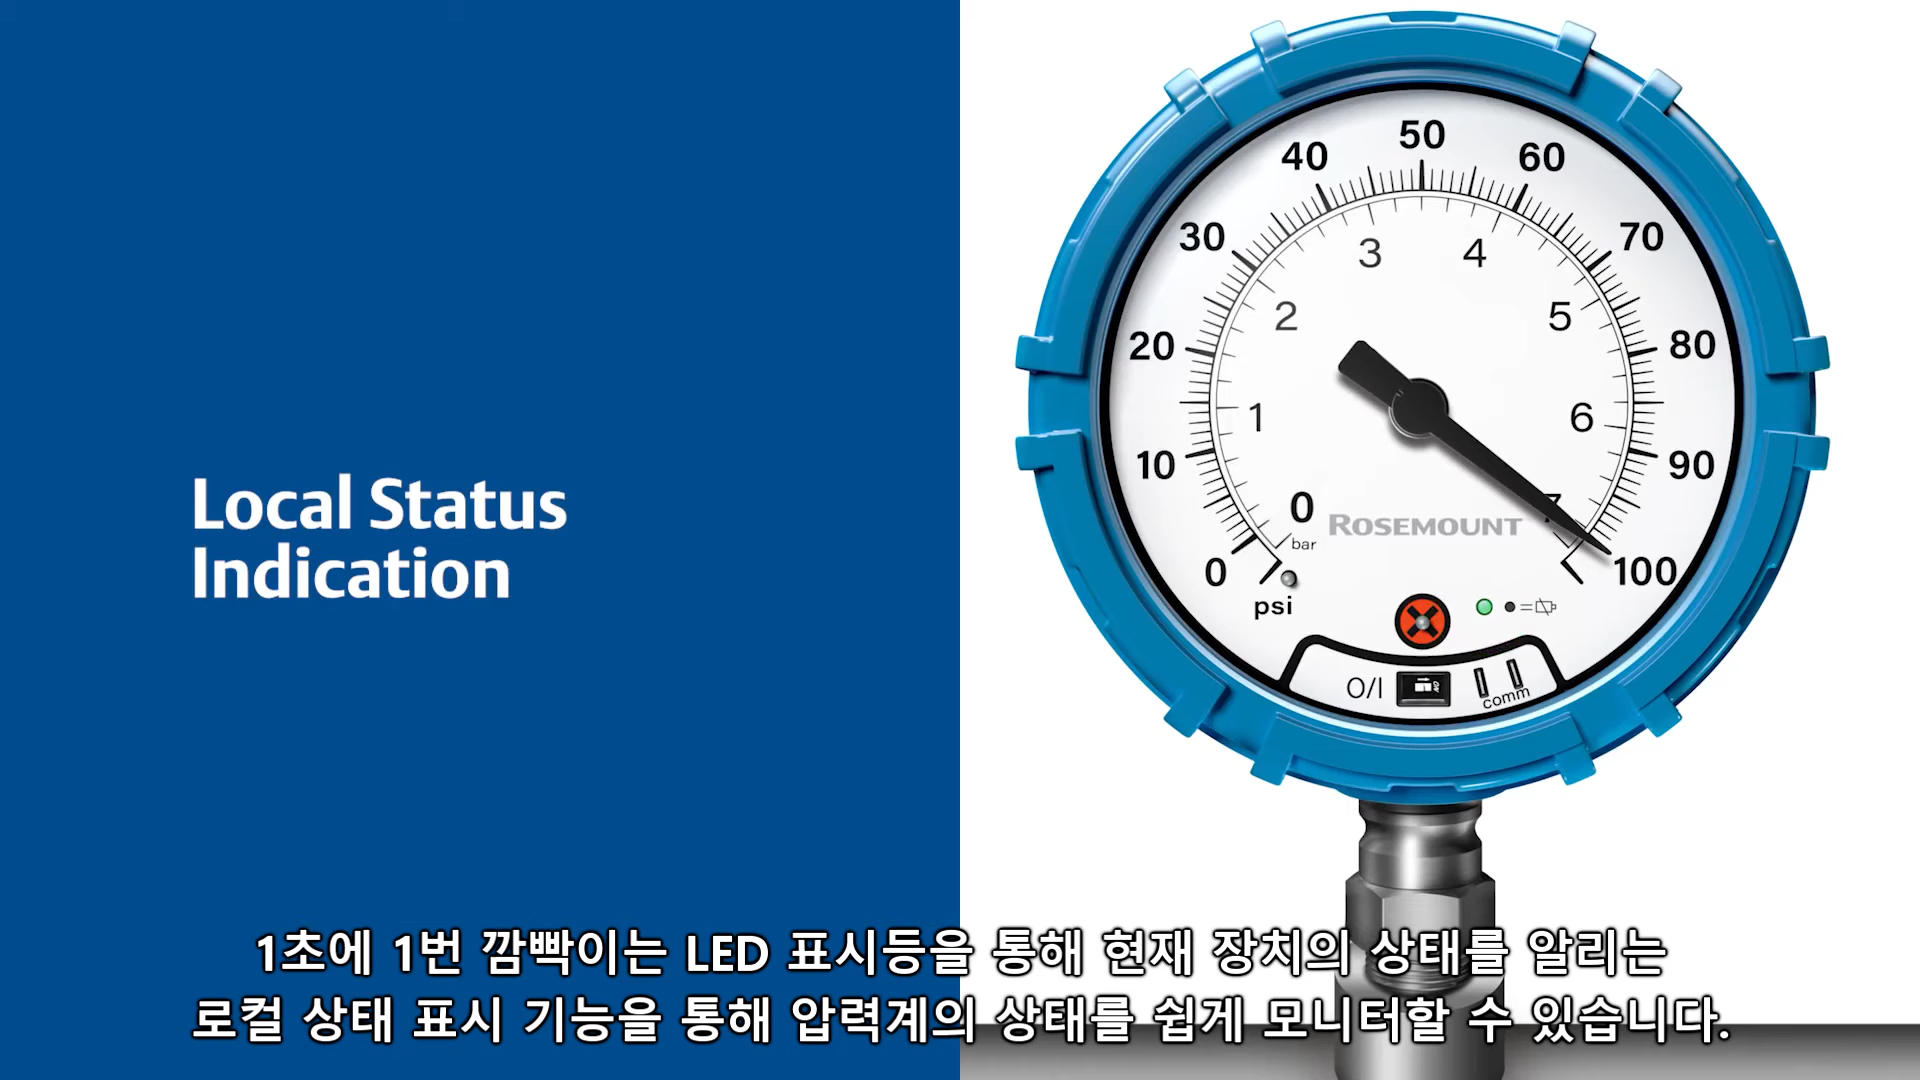 Local Status
Indication
50
40
60
30
70
3
4
2
5
20
80
1
6
10
90
0
7
ROSEMOUNT
bar
0
100
psi
O/I
comm
1초에 1번 깜빡이는 LED 표시등을 통해 현재 장치의 상태를 알리는
로컬 상태 표시 기능을 통해 압력계의 상태를 쉽게 모니터할 수 있습니다.